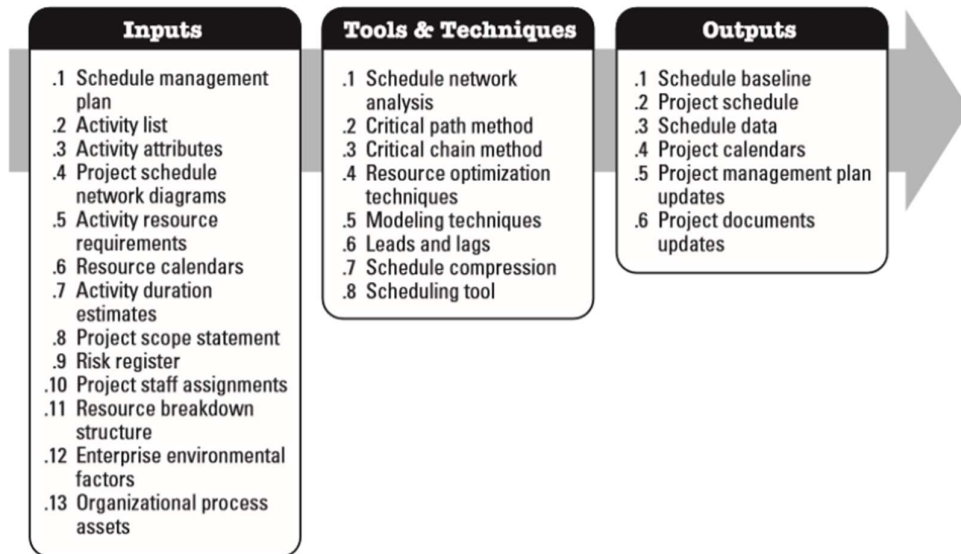 Inputs
.1 Schedule management
plan
.2 Activity list
.3 Activity attributes
.4 Project schedule
network diagrams
.5 Activity resource
requirements
.6 Resource calendars
.7 Activity duration
estimates
.8 Project scope statement
.9 Risk register
.10 Project staff assignments
.11 Resource breakdown
structure
.12 Enterprise environmental
factors
.13 Organizational process
assets
Tools & Techniques
.1 Schedule network
analysis
.2 Critical path method
.3 Critical chain method
.4 Resource optimization
techniques
.5 Modeling techniques
.6 Leads and lags
.7 Schedule compression
.8 Scheduling tool
Outputs
.1 Schedule baseline
.2 Project schedule
.3 Schedule data
.4 Project calendars
.5 Project management plan
updates
.6 Project documents
updates